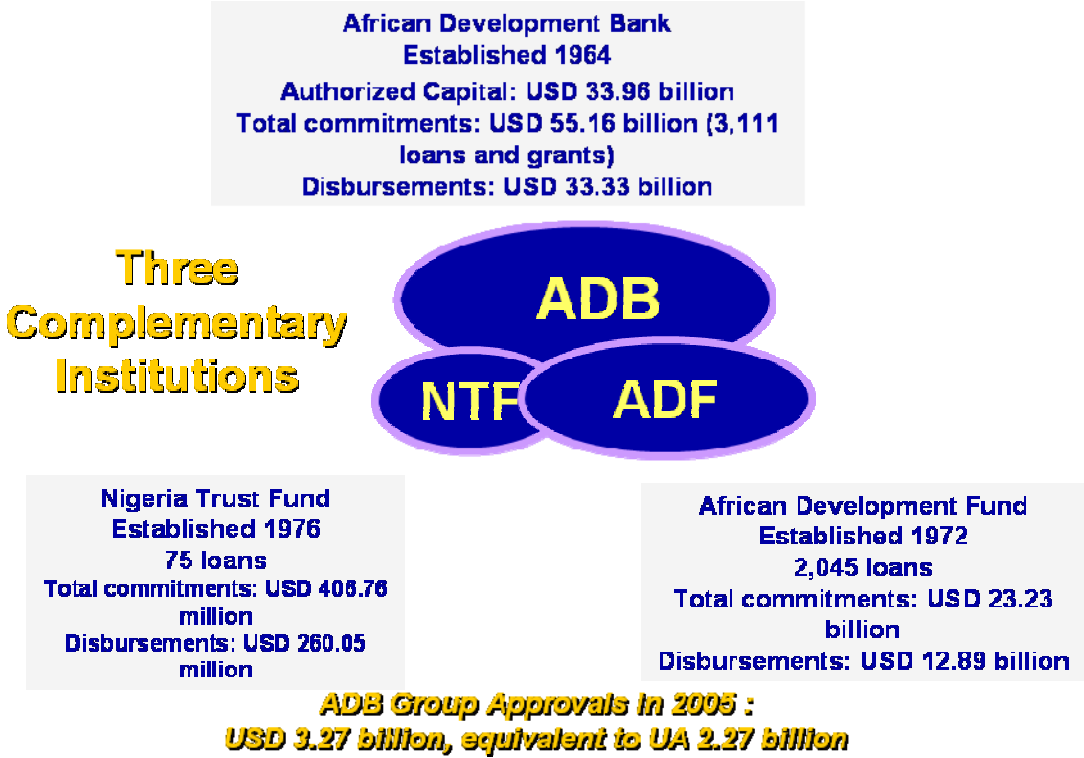 African Development Bank
Established 1964
Authorized Capital: USD 33.96 billion
Total commitments: USD 55.16 billion (3,111
loans and grants)
Disbursements: USD 33.33 billion
Three
Complementary
Institutions
ADB
NTF
ADF
Nigeria Trust Fund
Established 1976
75 loans
Total commitments: USD 406.76
million
Disbursements: USD 260.05
million
African Development Fund
Established 1972
2,045 loans
Total commitments: USD 23.23
billion
Disbursements: USD 12.89 billion
ADB Group Approvals in 2005 :
USD 3.27 billion, equivalent to UA 2.27 billion